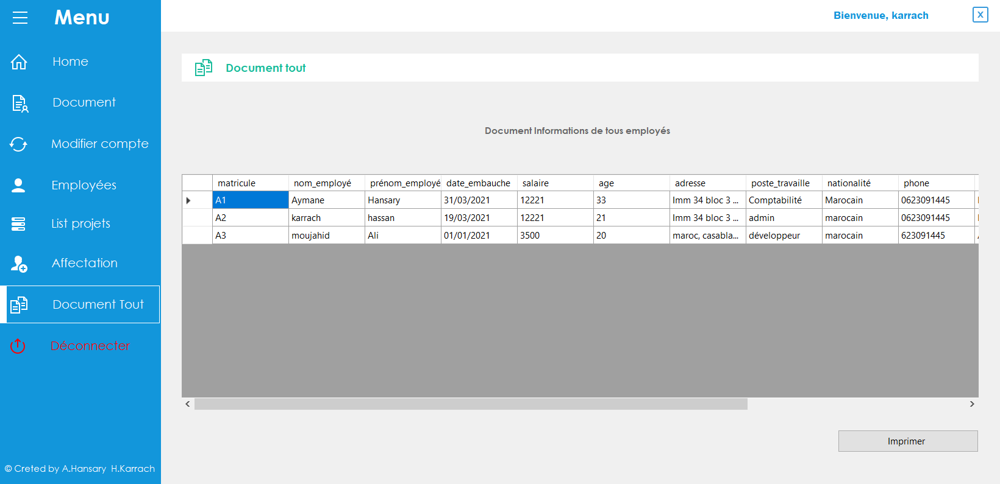 Menu
Bienvenue, karrach
X
Home
Document
Modifier compte
Employées
List projets
Affectation
Document Tout
Déconnecter
© Creted by A.Hansary H.Karrach
Document tout
Document Informations de tous employés
matricule nom_employé prénom_employé date_embauche salaire age adresse poste_travaille nationalité phone
A1 Aymane Hansary 31/03/2021 12221 33 Imm 34 bloc 3 ... Comptabilité Marocain 0623091445
A2 karrach hassan 19/03/2021 12221 21 Imm 34 bloc 3 ... admin marocain 0623091445
A3 moujahid Ali 01/01/2021 3500 20 maroc, casabla... développeur marocain 623091445
Imprimer